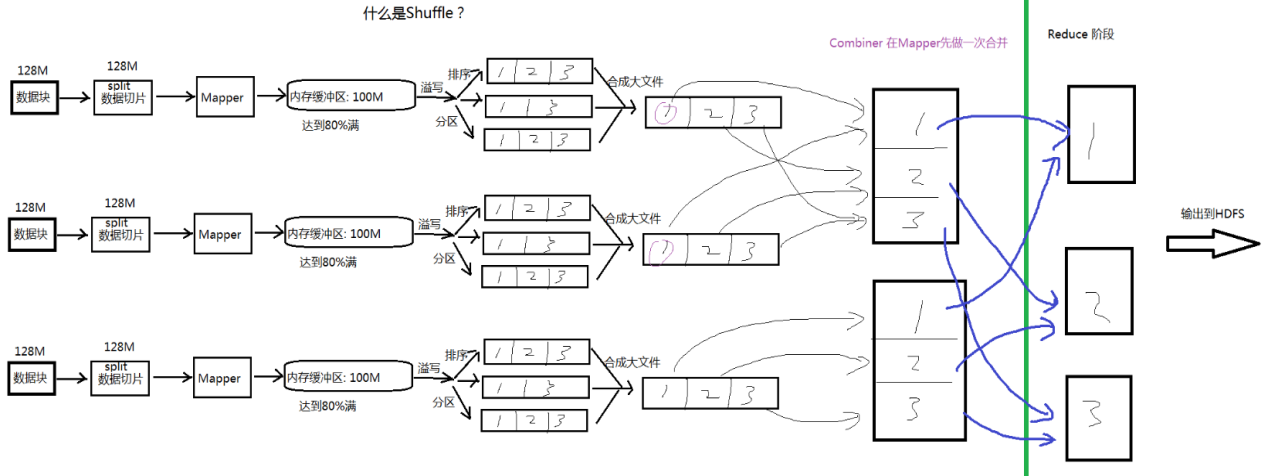 什么是Shuffle？
Combiner 在Mapper先做一次合并
Reduce 阶段
128M
数据块
128M
split
数据切片
Mapper
内存缓冲区: 100M
达到80%满
溢写
排序
分区
1 2 3
1 1 3
1 2 3
合成大文件
1 2 3
128M
数据块
128M
split
数据切片
Mapper
内存缓冲区: 100M
达到80%满
溢写
排序
分区
1 2 3
1 1 3
1 2 3
合成大文件
1 2 3
128M
数据块
128M
split
数据切片
Mapper
内存缓冲区: 100M
达到80%满
溢写
排序
分区
1 2 3
1 1 3
1 2 3
合成大文件
1 2 3
1
2
3
1
2
3
1
2
3
输出到HDFS